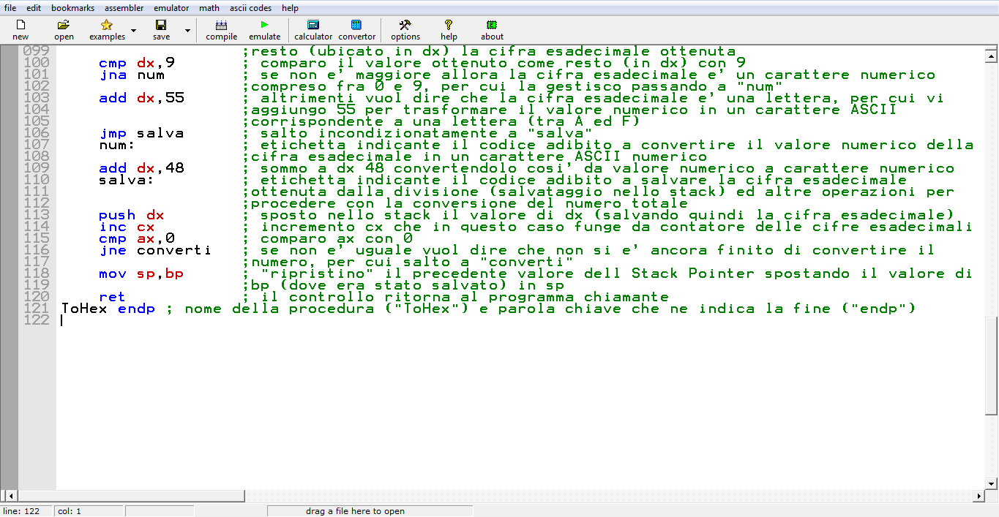 file edit bookmarks assembler emulator math ascii codes help
new open examples save compile emulate calculator convertor options help about
099 ;resto (ubicato in dx) la cifra esadecimale ottenuta
100 cmp dx,9 ; comparo il valore ottenuto come resto (in dx) con 9
101 jna num ; se non e' maggiore allora la cifra esadecimale e' un carattere numerico
102 ;compreso fra 0 e 9, per cui la gestisco passando a "num"
103 add dx,55 ; altrimenti vuol dire che la cifra esadecimale e' una lettera, per cui vi
104 ;aggiungo 55 per trasformare il valore numerico in un carattere ASCII
105 ;corrispondente a una lettera (tra A ed F)
106 jmp salva ; salto incondizionatamente a "salva"
107 num: ; etichetta indicante il codice adibito a convertire il valore numerico della
108 ;cifra esadecimale in un carattere ASCII numerico
109 add dx,48 ; sommo a dx 48 convertendolo cosi' da valore numerico a carattere numerico
110 salva: ; etichetta indicante il codice adibito a salvare la cifra esadecimale
111 ;ottenuta dalla divisione (salvataggio nello stack) ed altre operazioni per
112 ;procedere con la conversione del numero totale
113 push dx ; sposto nello stack il valore di dx (salvando quindi la cifra esadecimale)
114 inc cx ; incremento cx che in questo caso funge da contatore delle cifre esadecimali
115 cmp ax,0 ; comparo ax con 0
116 jne converti ; se non e' uguale vuol dire che non si e' ancora finito di convertire il
117 ;numero, per cui salto a "converti"
118 mov sp,bp ; "ripristino" il precedente valore dell Stack Pointer spostando il valore di
119 ;bp (dove era stato salvato) in sp
120 ret ; il controllo ritorna al programma chiamante
121 ToHex endp ; nome della procedura ("ToHex") e parola chiave che ne indica la fine ("endp")
122
line: 122 col: 1 drag a file here to open